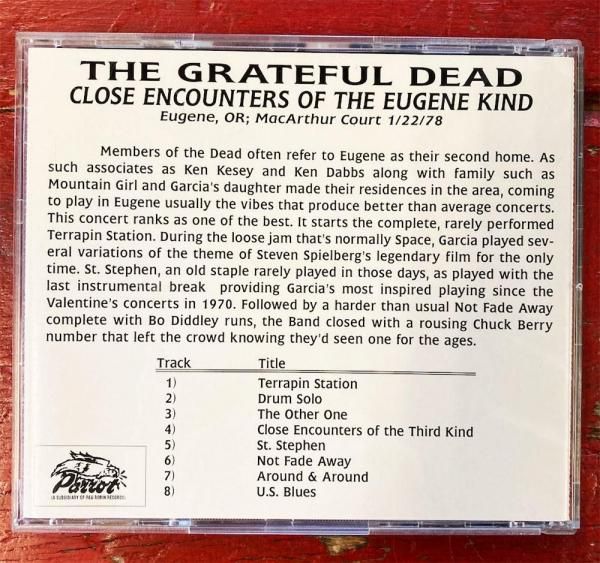 THE GRATEFUL DEAD
CLOSE ENCOUNTERS OF THE EUGENE KIND
Eugene, OR; MacArthur Court 1/22/78
Members of the Dead often refer to Eugene as their second home. As
such associates as Ken Kesey and Ken Dabbs along with family such as
Mountain Girl and Garcia's daughter made their residences in the area, coming
to play in Eugene usually the vibes that produce better than average concerts.
This concert ranks as one of the best. It starts the complete, rarely performed
Terrapin Station. During the loose jam that's normally Space, Garcia played sev-
eral variations of the theme of Steven Spielberg's legendary film for the only
time. St. Stephen, an old staple rarely played in those days, as played with the
last instrumental break providing Garcia's most inspired playing since the
Valentine's concerts in 1970. Followed by a harder than usual Not Fade Away
complete with Bo Diddley runs, the Band closed with a rousing Chuck Berry
number that left the crowd knowing they'd seen one for the ages.
Track Title
1) Terrapin Station
2) Drum Solo
3) The Other One
4) Close Encounters of the Third Kind
5) St. Stephen
6) Not Fade Away
7) Around & Around
8) U.S. Blues
Parrot
(A SUBSIDIARY OF RED ROBIN RECORDS)